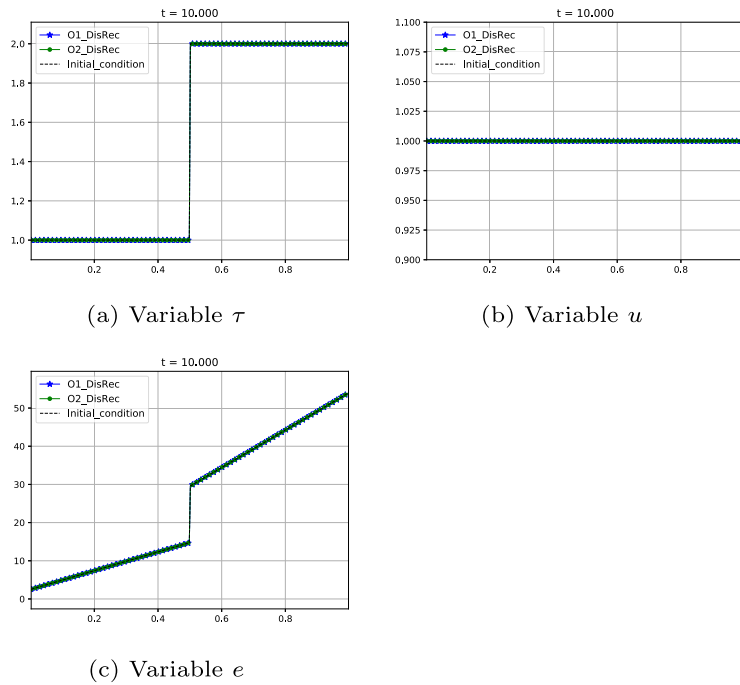 t = 10.000
O1_DisRec
O2_DisRec
Initial_condition
2.0
1.8
1.6
1.4
1.2
1.0
0.2 0.4 0.6 0.8
(a) Variable τ
t = 10.000
O1_DisRec
O2_DisRec
Initial_condition
1.100
1.075
1.050
1.025
1.000
0.975
0.950
0.925
0.900
0.2 0.4 0.6 0.8
(b) Variable u
t = 10.000
O1_DisRec
O2_DisRec
Initial_condition
50
40
30
20
10
0
0.2 0.4 0.6 0.8
(c) Variable e